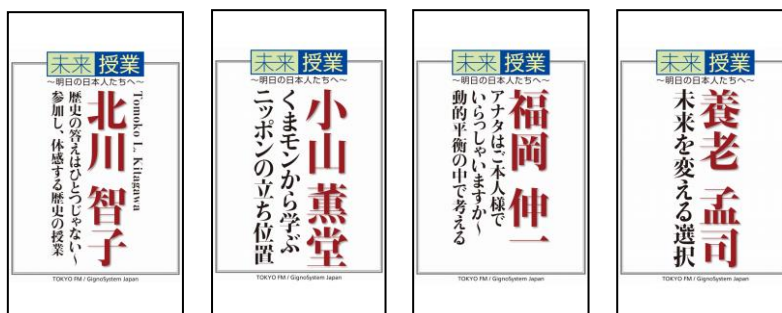 未来授業
~明日の日本人たちへ~
Tomoko L. Kitagawa
北川 智子
歴史の答えはひとつじゃない~
参加し、体感する歴史の授業
TOKYO FM / GignoSystem Japan
未来授業
~明日の日本人たちへ~
小山 薫堂
くまモンから学ぶ
ニッポンの立ち位置
TOKYO FM / GignoSystem Japan
未来授業
~明日の日本人たちへ~
福岡 伸一
アナタはご本人様で
いらっしゃいますか~
動的平衡の中で考える
TOKYO FM / GignoSystem Japan
未来授業
~明日の日本人たちへ~
養老 孟司
未来を変える選択
TOKYO FM / GignoSystem Japan